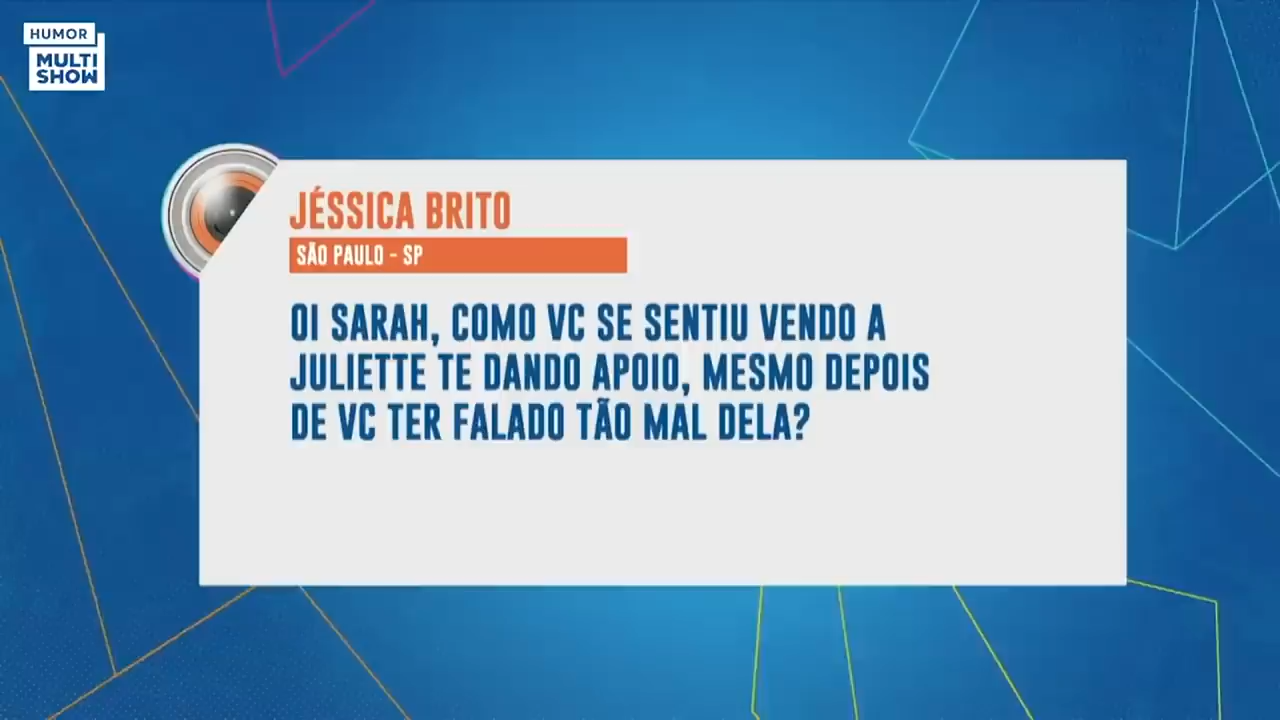 HUMOR
MULTI
SHOW
JÉSSICA BRITO
SÃO PAULO - SP
OI SARAH, COMO VC SE SENTIU VENDO A
JULIETTE TE DANDO APOIO, MESMO DEPOIS
DE VC TER FALADO TÃO MAL DELA?